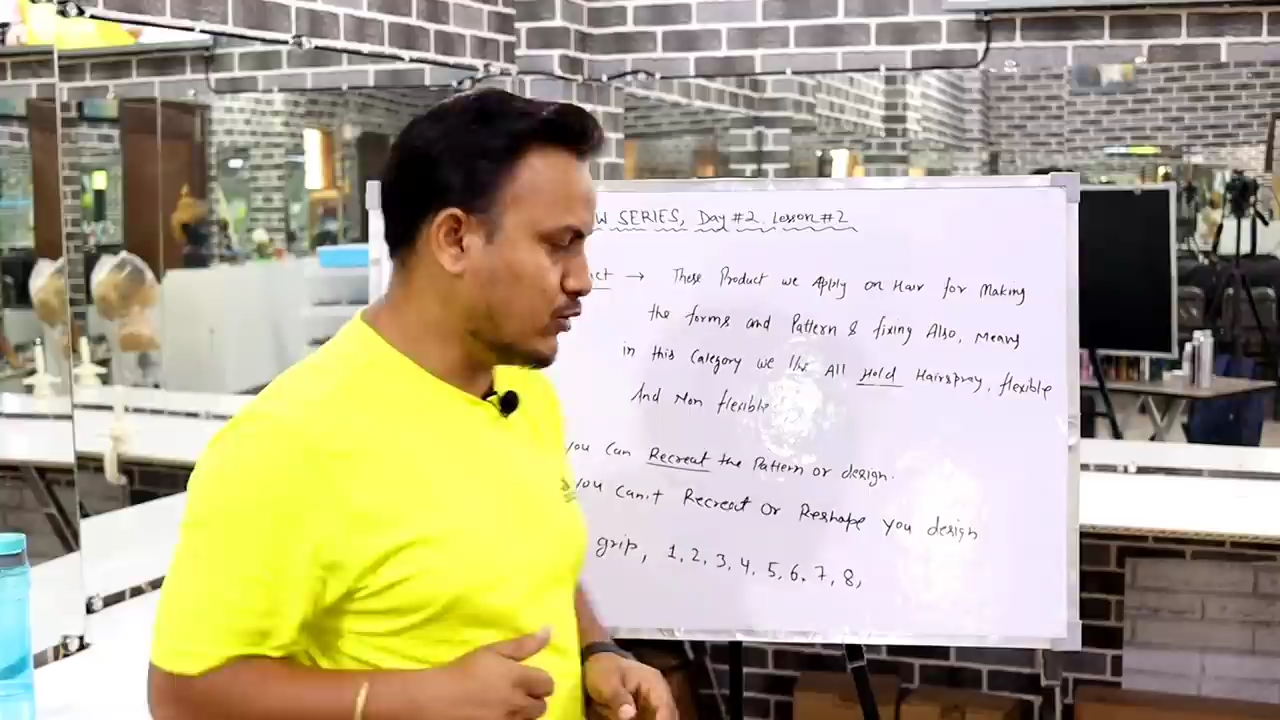 W SERIES, Day #2. Lesson #2
uct → These Product we Apply on Hair for Making
the forms and Pattern & fixing Also, Means
in this Category we Use All Hold Hairspray, flexible
And Non flexible
you Can Recreat the Pattern or design.
you Can't Recreat or Reshape you design
grip, 1, 2, 3, 4, 5, 6, 7, 8,